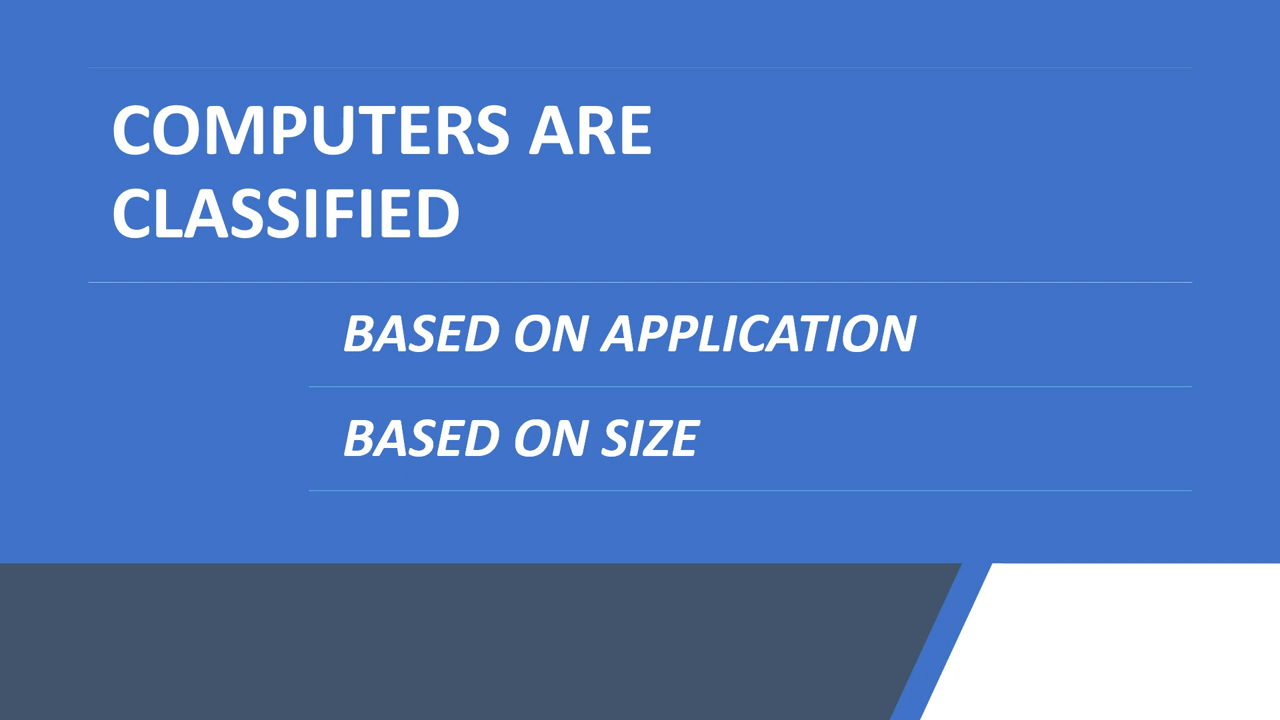 COMPUTERS ARE
CLASSIFIED
BASED ON APPLICATION
BASED ON SIZE